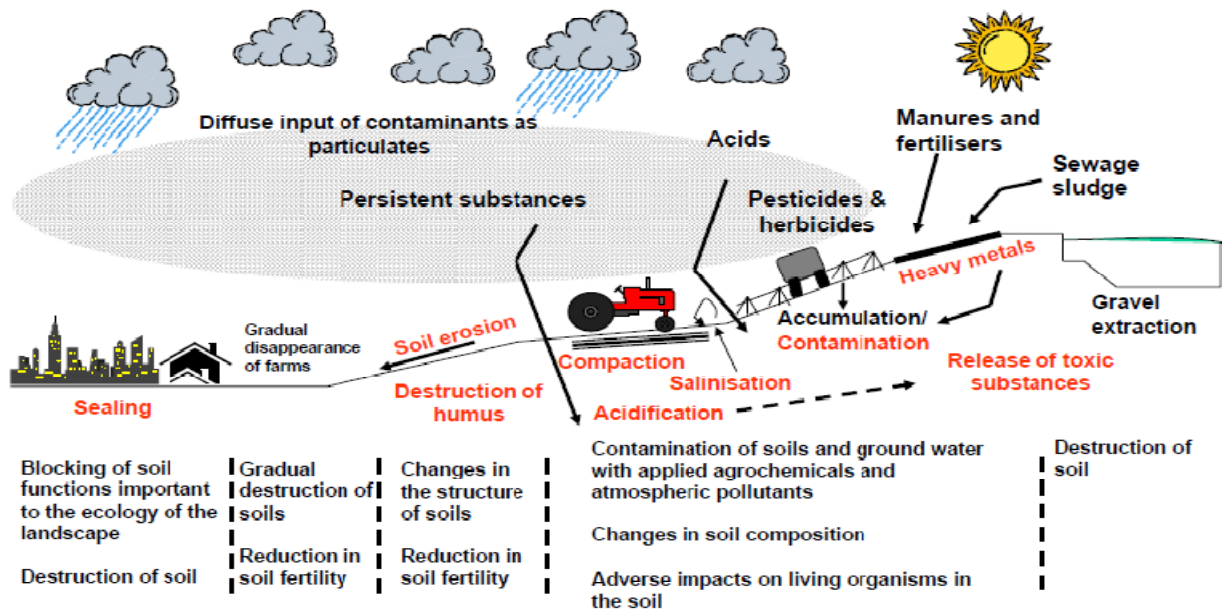 Diffuse input of contaminants as
particulates
Acids
Manures and
fertilisers
Sewage
sludge
Persistent substances
Pesticides &
herbicides
Heavy metals
Gravel
extraction
Accumulation/
Contamination
Gradual
disappearance
of farms
Soil erosion
Compaction
Salinisation
Release of toxic
substances
Sealing
Destruction of
humus
Acidification
Blocking of soil
functions important
to the ecology of the
landscape
Destruction of soil
Gradual
destruction of
soils
Reduction in
soil fertility
Changes in
the structure
of soils
Reduction in
soil fertility
Contamination of soils and ground water
with applied agrochemicals and
atmospheric pollutants
Changes in soil composition
Adverse impacts on living organisms in
the soil
Destruction of
soil